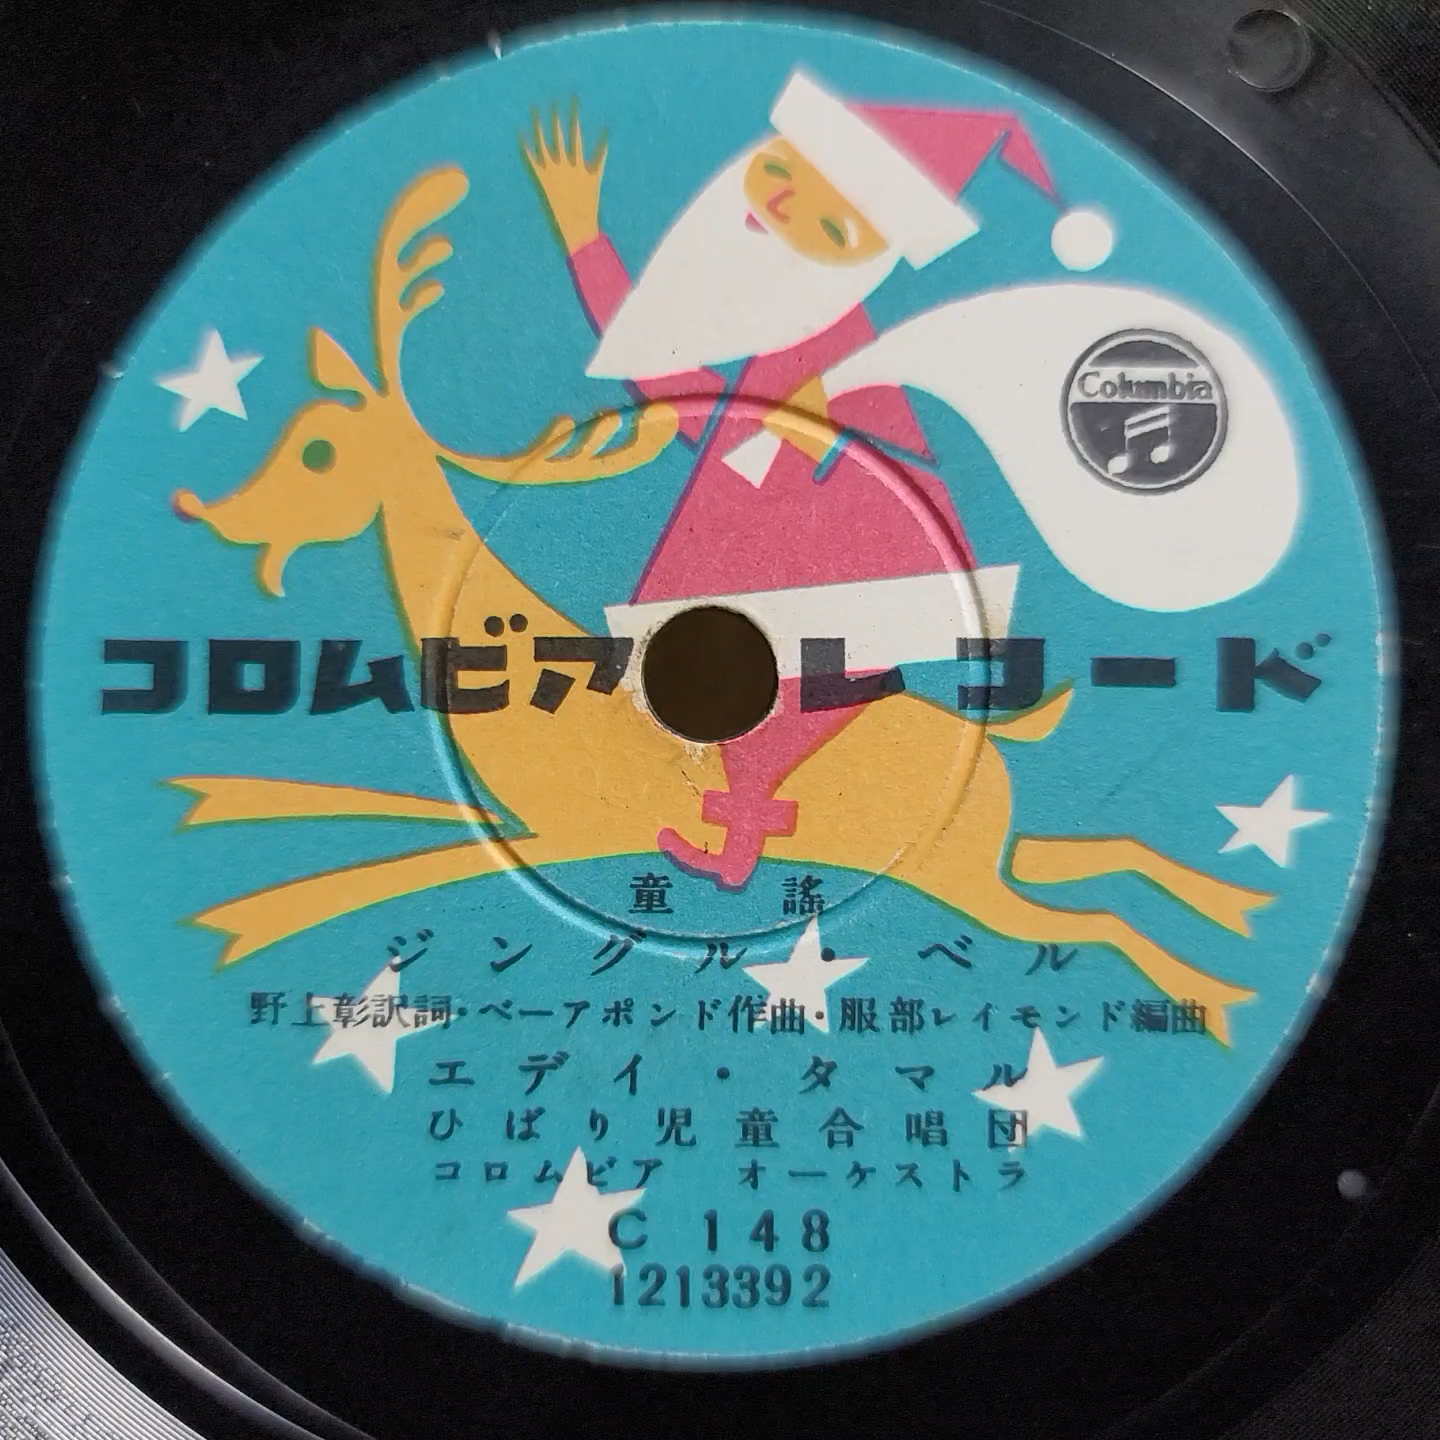 Columbia
コロムビア レコード
童謠
ジングル・ベル
野上彰訳詞・ベーアポンド作曲・服部レイモンド編曲
エデイ・タマル
ひばり児童合唱団
コロムビア オーケストラ
C 148
1213392